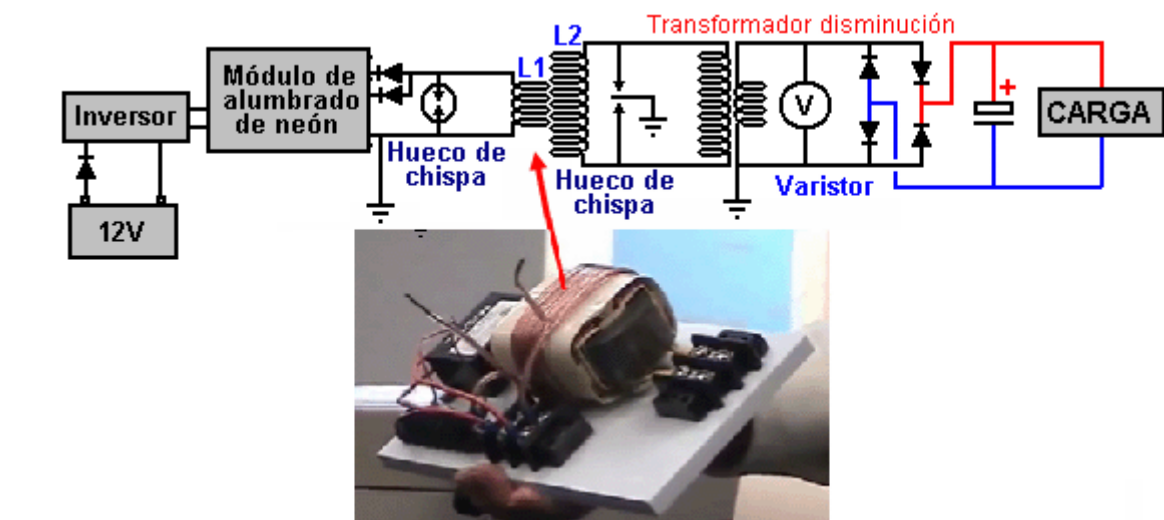 Transformador disminución
L2
L1
Módulo de
alumbrado
de neón
Inversor
V
+
CARGA
Hueco de
chispa
Hueco de
chispa
Varistor
12V